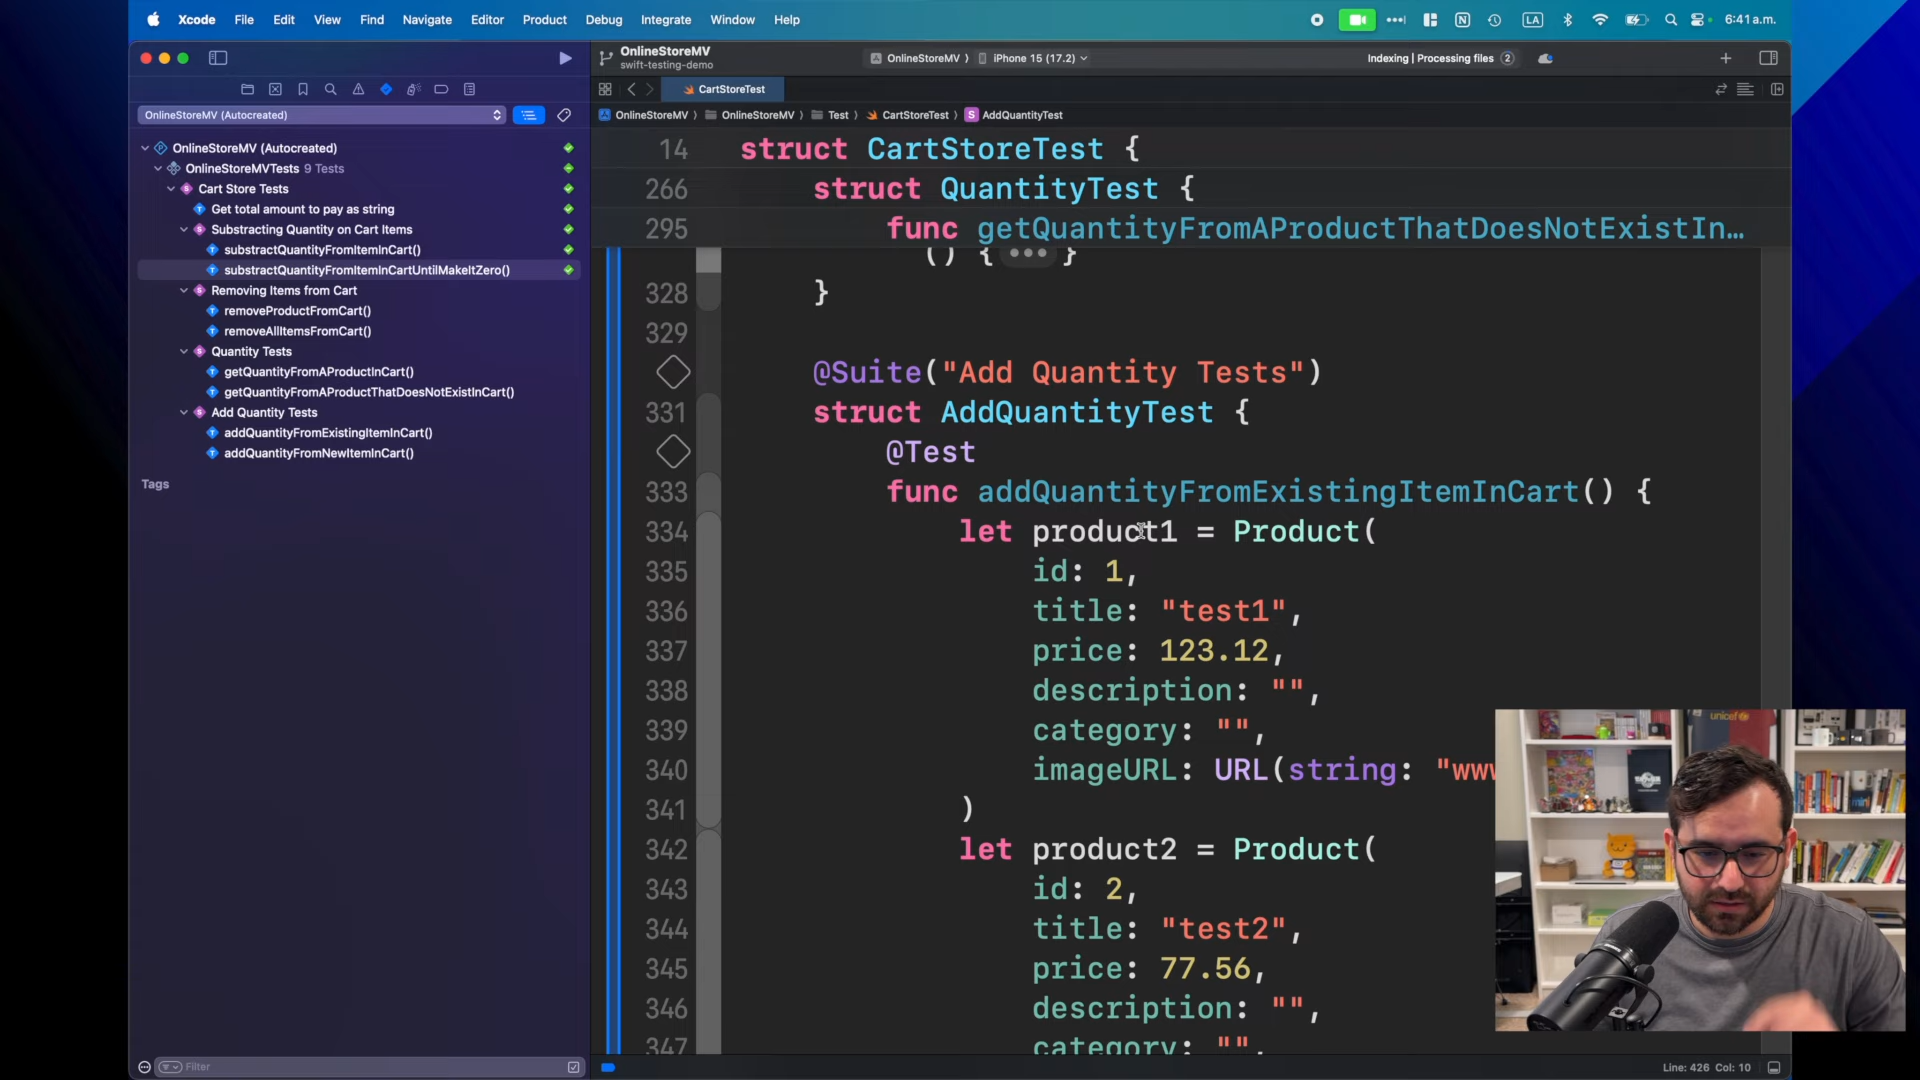 Xcode File Edit View Find Navigate Editor Product Debug Integrate Window Help
LA
6:41 a.m.
OnlineStoreMV
swift-testing-demo
OnlineStoreMV 〉 iPhone 15 (17.2)
Indexing | Processing files 2
CartStoreTest
OnlineStoreMV (Autocreated)
OnlineStoreMV 〉 OnlineStoreMV 〉 Test 〉 CartStoreTest 〉 S AddQuantityTest
OnlineStoreMV (Autocreated)
OnlineStoreMVTests 9 Tests
Cart Store Tests
Get total amount to pay as string
Substracting Quantity on Cart Items
substractQuantityFromItemInCart()
substractQuantityFromItemInCartUntilMakeItZero()
Removing Items from Cart
removeProductFromCart()
removeAllItemsFromCart()
Quantity Tests
getQuantityFromAProductInCart()
getQuantityFromAProductThatDoesNotExistInCart()
Add Quantity Tests
addQuantityFromExistingItemInCart()
addQuantityFromNewItemInCart()
Tags
Filter
14 struct CartStoreTest {
266 struct QuantityTest {
295 func getQuantityFromAProductThatDoesNotExistIn…
() { ••• }
328 }
329
@Suite("Add Quantity Tests")
331 struct AddQuantityTest {
@Test
333 func addQuantityFromExistingItemInCart() {
334 let product1 = Product(
335 id: 1,
336 title: "test1",
337 price: 123.12,
338 description: "",
339 category: "",
340 imageURL: URL(string: "www
341 )
342 let product2 = Product(
343 id: 2,
344 title: "test2",
345 price: 77.56,
346 description: "",
347 category: "",
unicef
mini
Line: 426 Col: 10